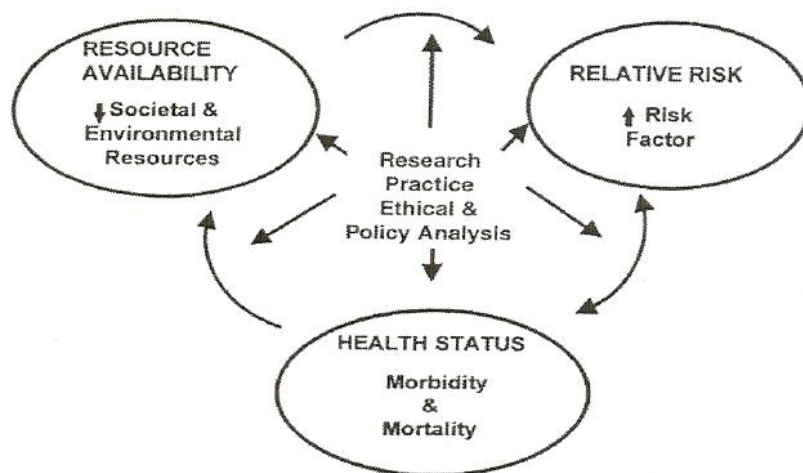 RESOURCE
AVAILABILITY
Societal &
Environmental
Resources
RELATIVE RISK
Risk
Factor
Research
Practice
Ethical &
Policy Analysis
HEALTH STATUS
Morbidity
&
Mortality